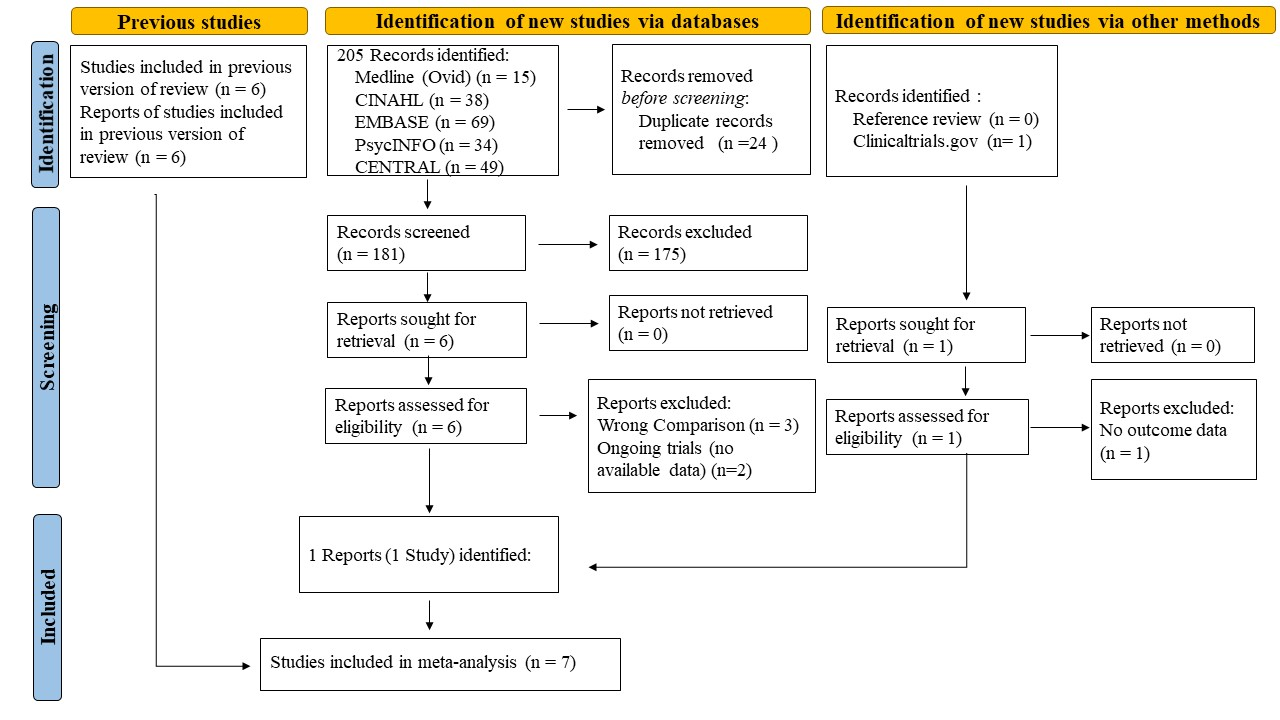 Previous studies
Identification of new studies via databases
Identification of new studies via other methods
Identification
Studies included in previous
version of review (n = 6)
Reports of studies included
in previous version of
review (n = 6)
205 Records identified:
Medline (Ovid) (n = 15)
CINAHL (n = 38)
EMBASE (n = 69)
PsycINFO (n = 34)
CENTRAL (n = 49)
Records removed
before screening:
Duplicate records
removed (n =24 )
Records identified :
Reference review (n = 0)
Clinicaltrials.gov (n= 1)
Screening
Records screened
(n = 181)
Records excluded
(n = 175)
Reports sought for
retrieval (n = 6)
Reports not retrieved
(n = 0)
Reports sought for
retrieval (n = 1)
Reports not
retrieved (n = 0)
Reports assessed for
eligibility (n = 6)
Reports excluded:
Wrong Comparison (n = 3)
Ongoing trials (no
available data) (n=2)
Reports assessed for
eligibility (n = 1)
Reports excluded:
No outcome data
(n = 1)
Included
1 Reports (1 Study) identified:
Studies included in meta-analysis (n = 7)